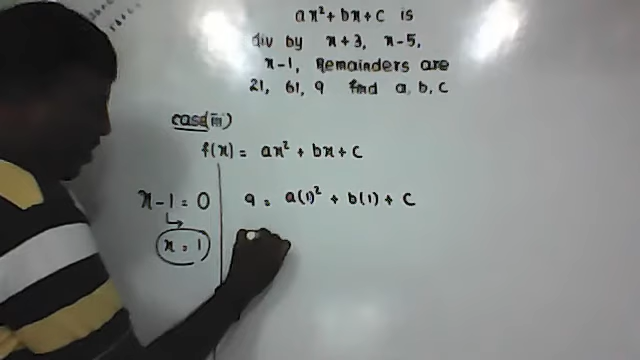 ax² + bx + c is
div by x + 3, x - 5,
x - 1, Remainders are
21, 61, 9 find a, b, c
case(iii)
f(x) = ax² + bx + c
x - 1 = 0
9 = a(1)² + b(1) + c
x = 1